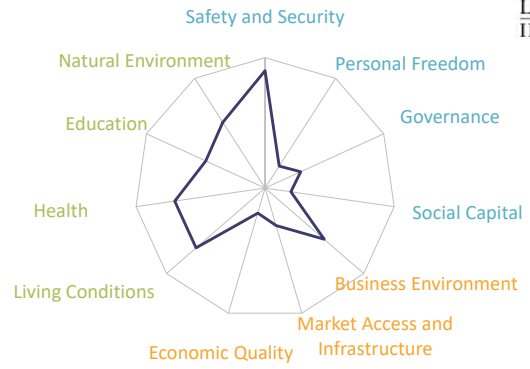 Safety and Security
Natural Environment
Personal Freedom
Education
Governance
Health
Social Capital
Living Conditions
Business Environment
Market Access and
Infrastructure
Economic Quality